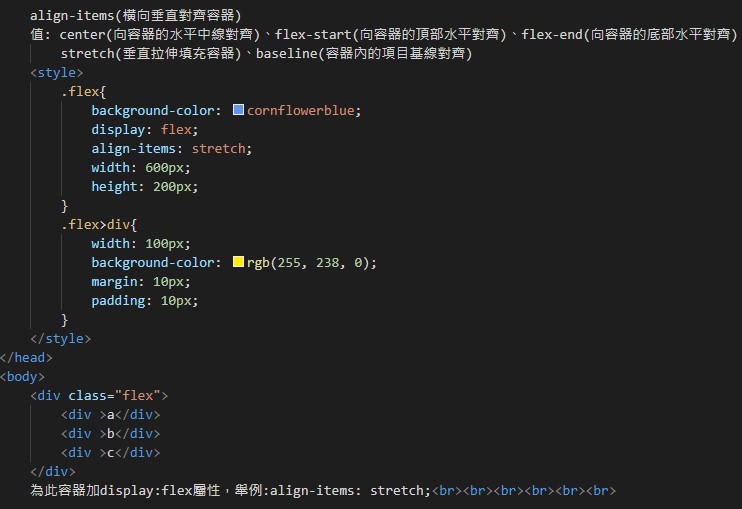 align-items(橫向垂直對齊容器)
值: center(向容器的水平中線對齊)、flex-start(向容器的頂部水平對齊)、flex-end(向容器的底部水平對齊)
stretch(垂直拉伸填充容器)、baseline(容器內的項目基線對齊)
<style>
.flex{
background-color: cornflowerblue;
display: flex;
align-items: stretch;
width: 600px;
height: 200px;
}
.flex>div{
width: 100px;
background-color: rgb(255, 238, 0);
margin: 10px;
padding: 10px;
}
</style>
</head>
<body>
<div class="flex">
<div >a</div>
<div >b</div>
<div >c</div>
</div>
為此容器加display:flex屬性，舉例:align-items: stretch;<br><br><br><br><br><br>